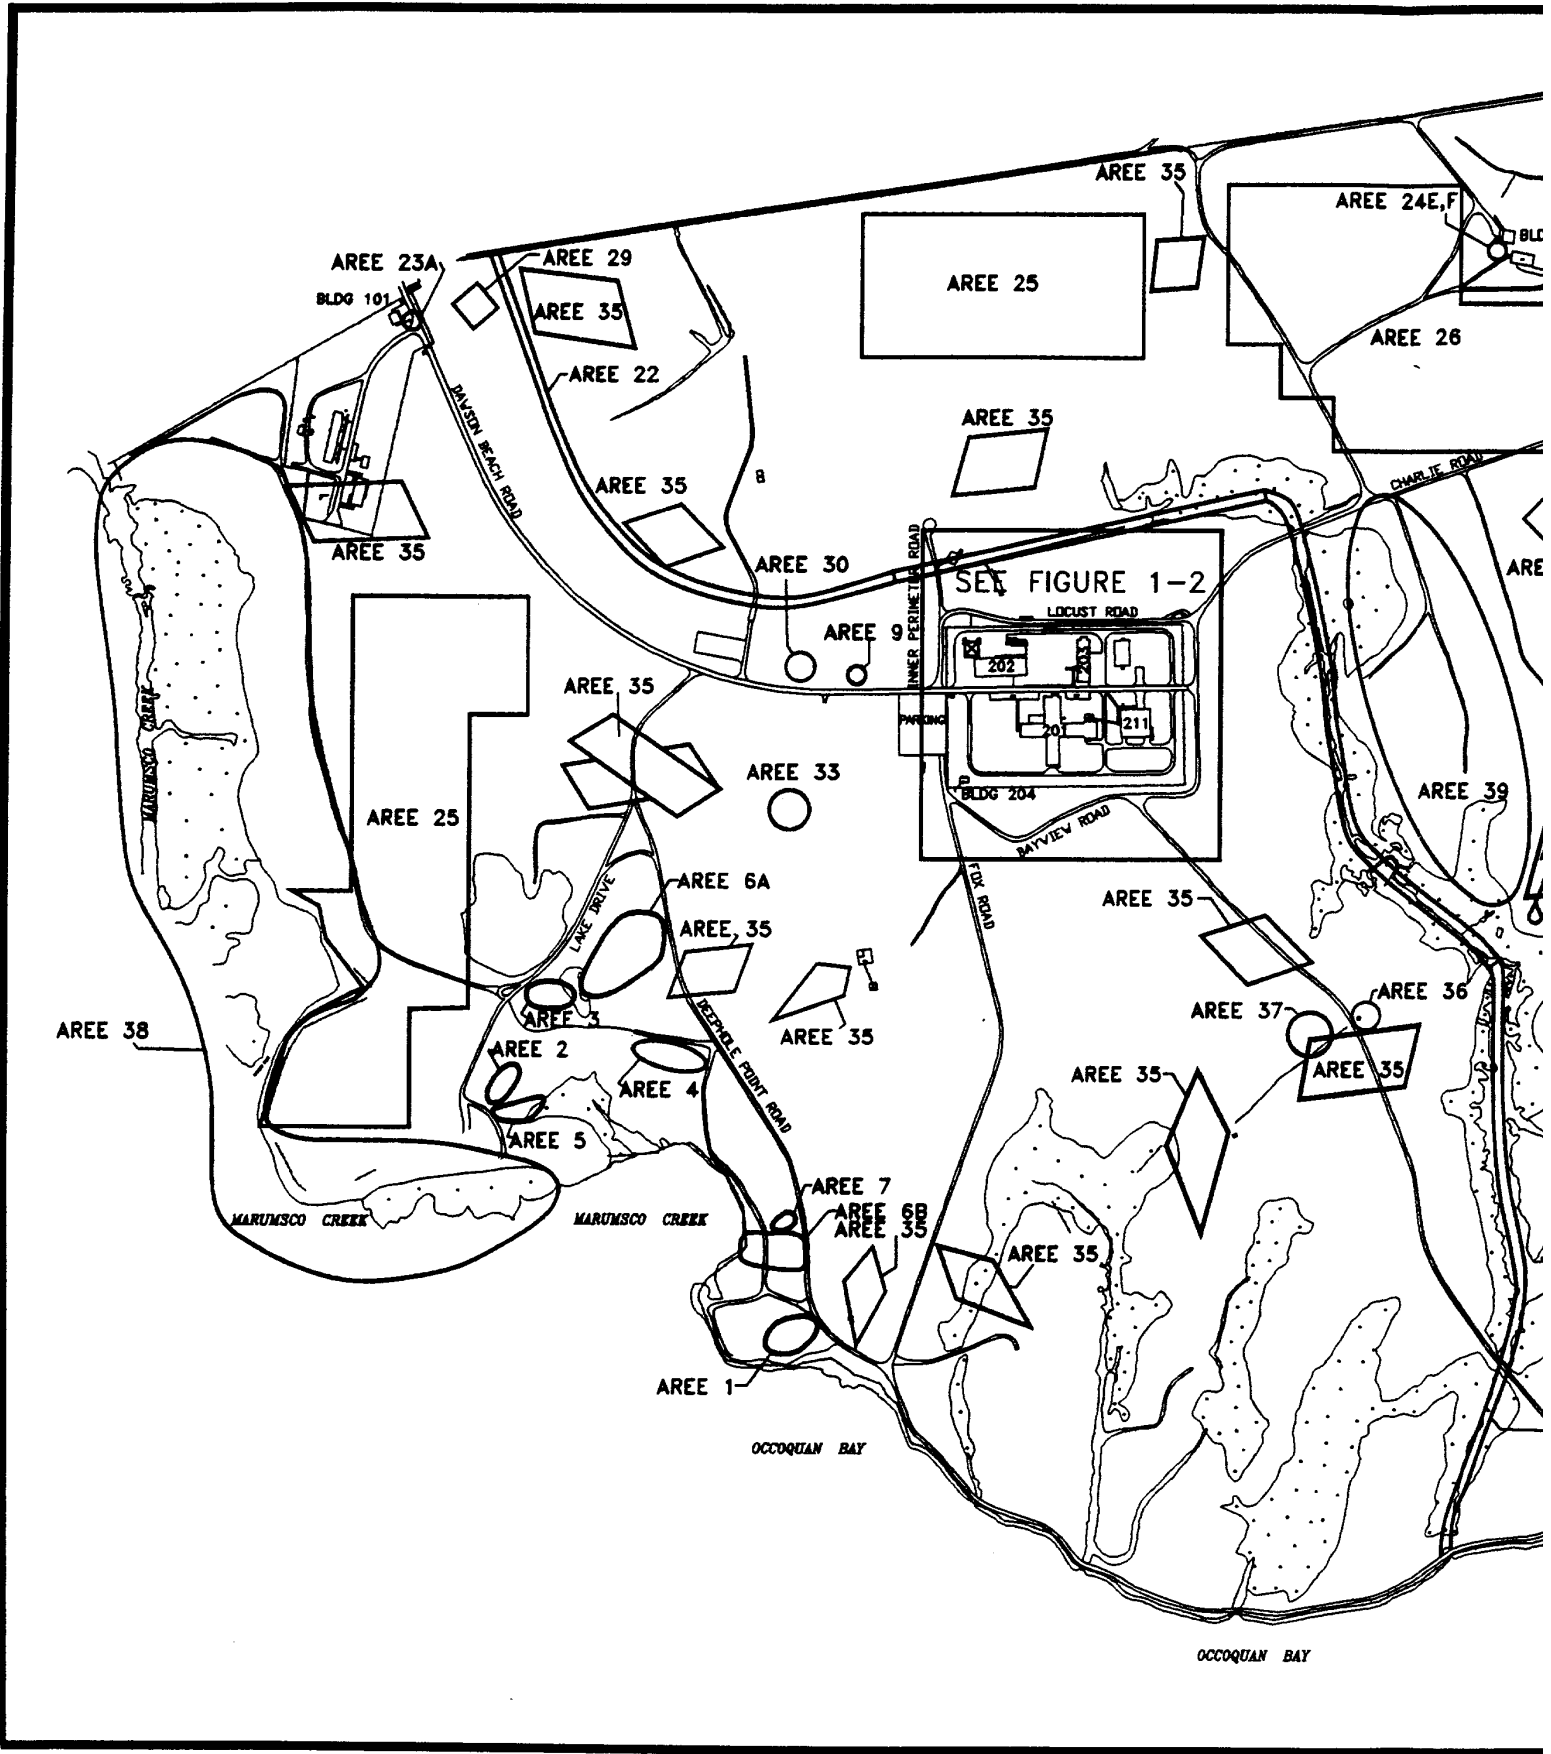 AREE 35
AREE 24E,F
BLD
AREE 23A
AREE 29
BLDG 101
AREE 35
AREE 25
AREE 26
AREE 22
DAWSON BEACH ROAD
AREE 35
CHARLIE ROAD
AREE 35
AREE 35
AREE 30
INNER PERIMETER ROAD
SEE FIGURE 1-2
ARE
LOCUST ROAD
AREE 9
202
203
AREE 35
PARKING
201
211
MARUMSCO CREEK
AREE 33
BLDG 204
AREE 39
AREE 25
BAYVIEW ROAD
AREE 6A
FOX ROAD
AREE 35
LAKE DRIVE
AREE 35
AREE 36
AREE 37
AREE 3
AREE 38
AREE 35
DEEPHOLE POINT ROAD
AREE 2
AREE 35
AREE 35
AREE 4
AREE 5
AREE 7
AREE 6B
AREE 35
MARUMSCO CREEK
MARUMSCO CREEK
AREE 35
AREE 1
OCCOQUAN BAY
OCCOQUAN BAY